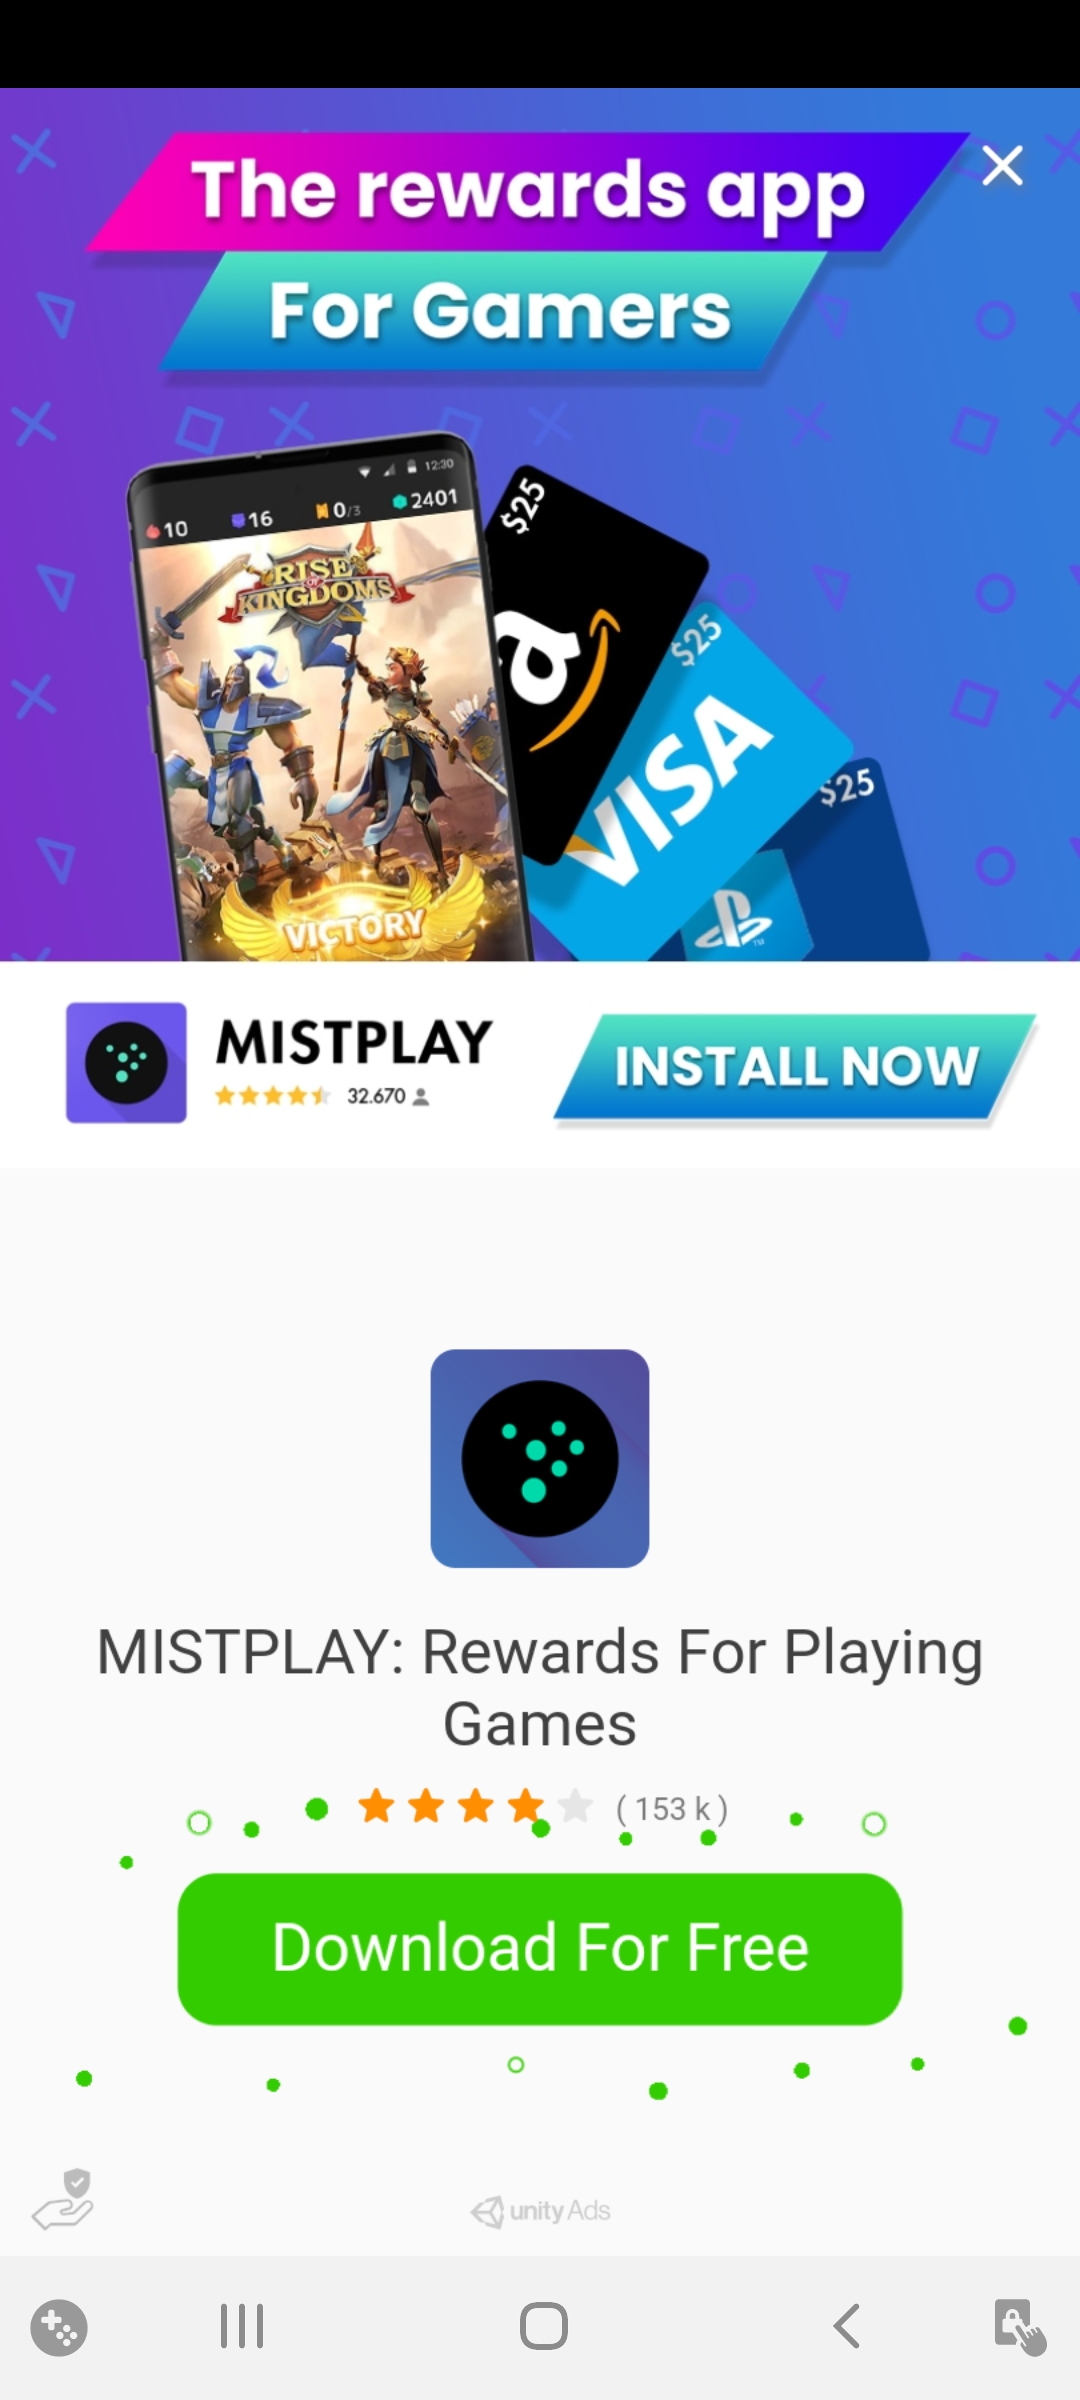 The rewards app
For Gamers
12:30
10 16 0/3 2401
RISE
OF
KINGDOMS
VICTORY
$25
a
$25
VISA
$25
TM
MISTPLAY
32.670
INSTALL NOW
MISTPLAY: Rewards For Playing
Games
( 153 k )
Download For Free
unity Ads